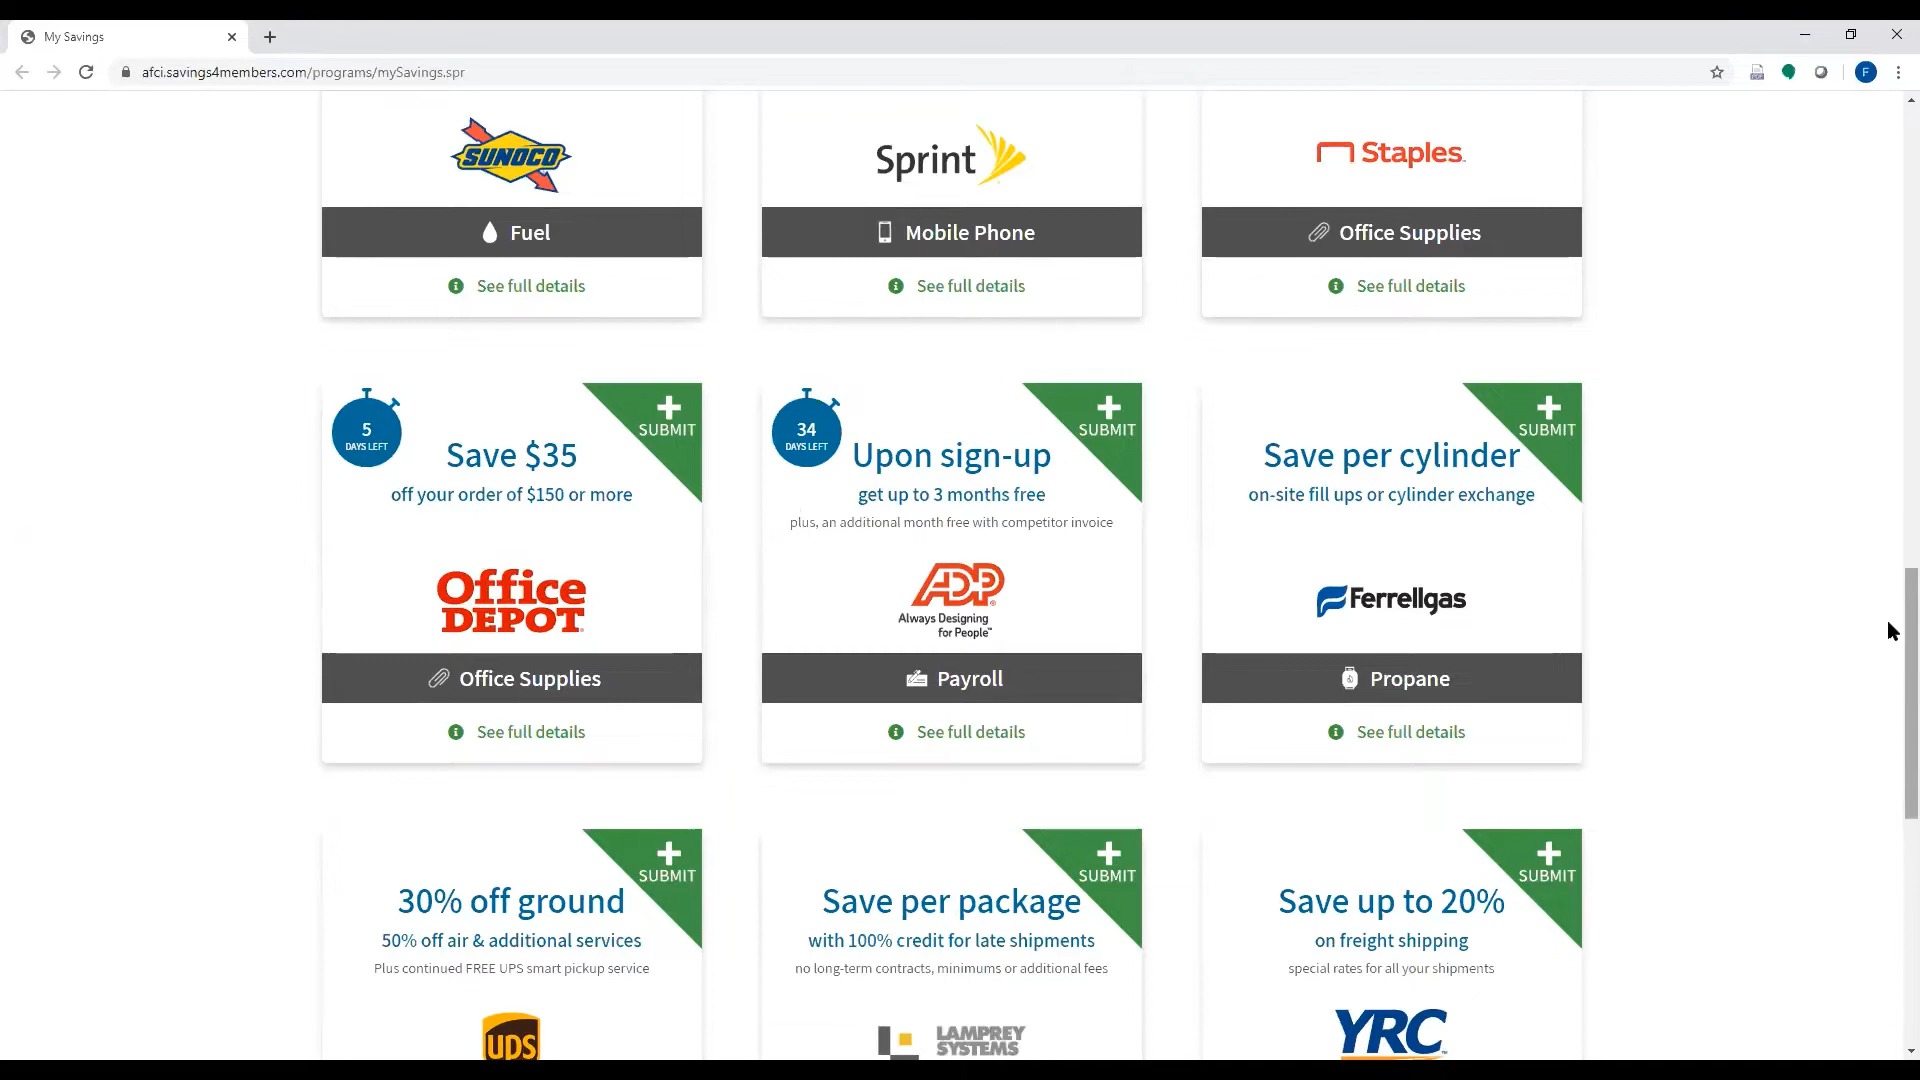 My Savings
afci.savings4members.com/programs/mySavings.spr
F
SUNOCO
Sprint
Staples.
Fuel
Mobile Phone
Office Supplies
See full details
See full details
See full details
5
DAYS LEFT
SUBMIT
Save $35
off your order of $150 or more
Office
DEPOT
Office Supplies
See full details
34
DAYS LEFT
SUBMIT
Upon sign-up
get up to 3 months free
plus, an additional month free with competitor invoice
ADP
Always Designing
for People™
Payroll
See full details
SUBMIT
Save per cylinder
on-site fill ups or cylinder exchange
Ferrellgas
Propane
See full details
SUBMIT
30% off ground
50% off air & additional services
Plus continued FREE UPS smart pickup service
ups
SUBMIT
Save per package
with 100% credit for late shipments
no long-term contracts, minimums or additional fees
LAMPREY
SYSTEMS
SUBMIT
Save up to 20%
on freight shipping
special rates for all your shipments
YRC